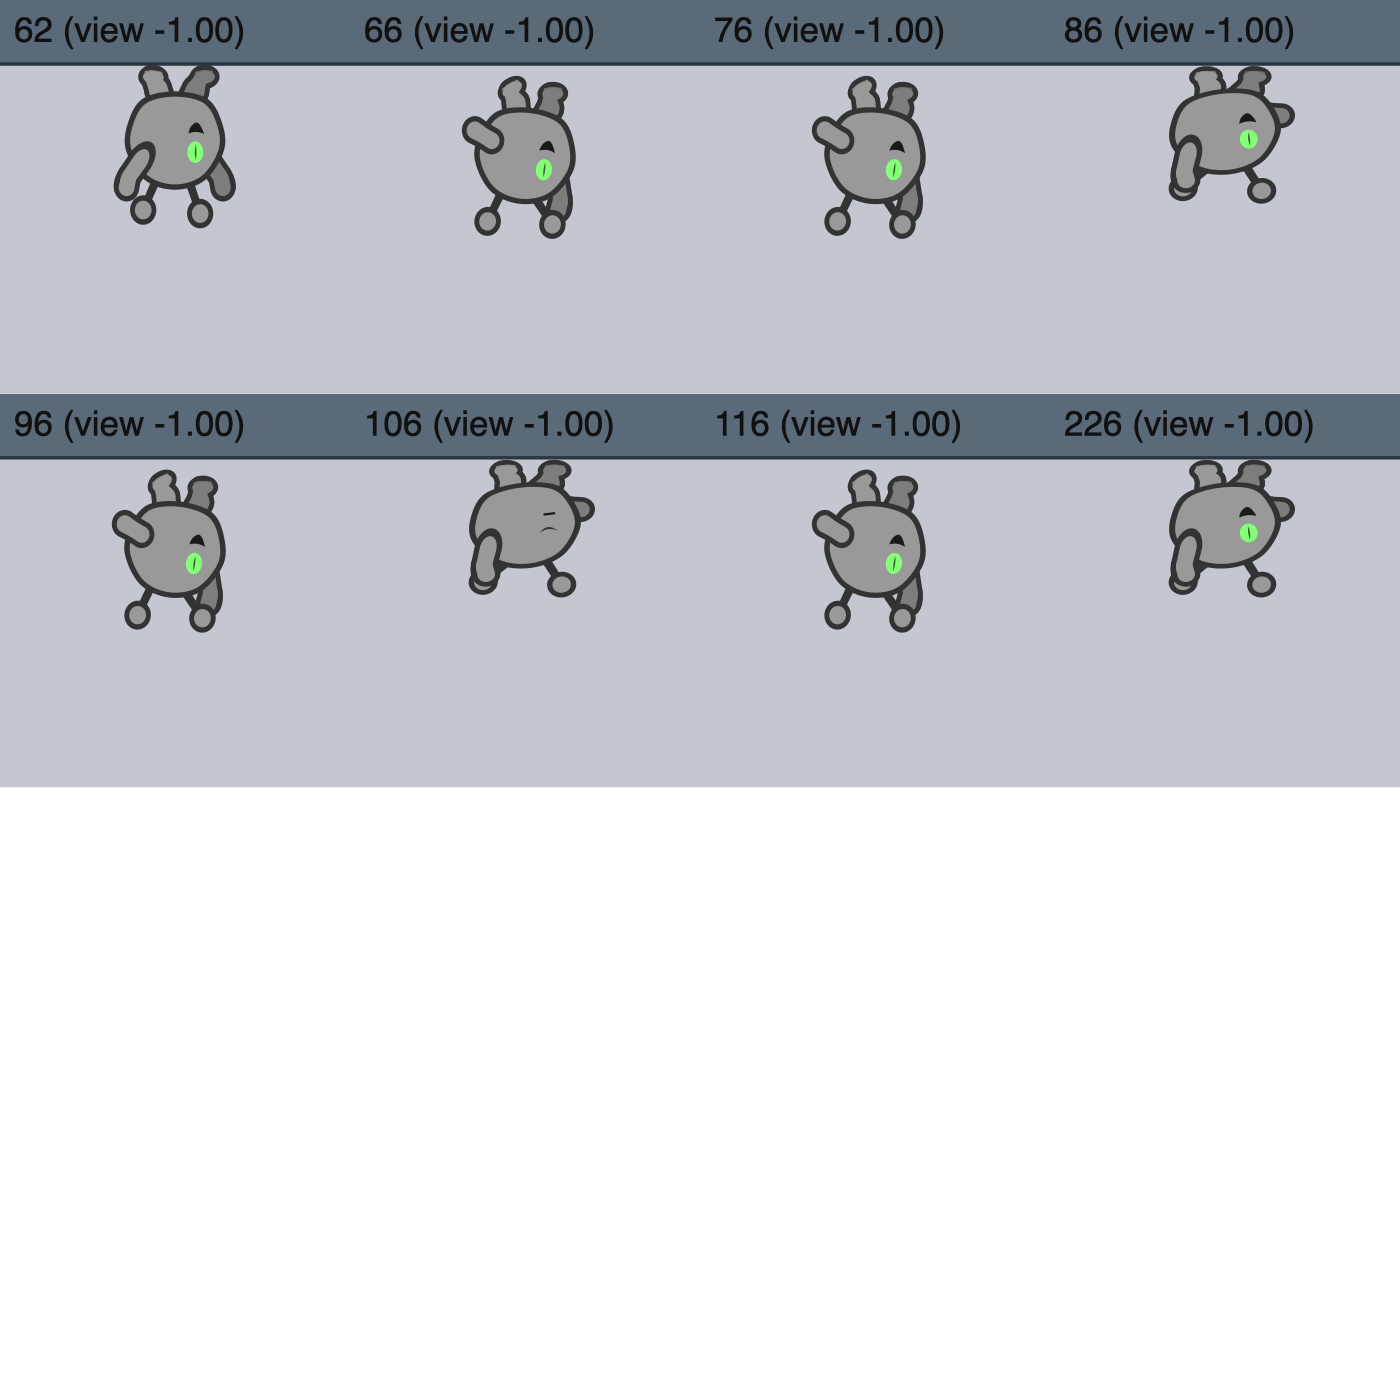 62 (view -1.00)
66 (view -1.00)
76 (view -1.00)
86 (view -1.00)
96 (view -1.00)
106 (view -1.00)
116 (view -1.00)
226 (view -1.00)